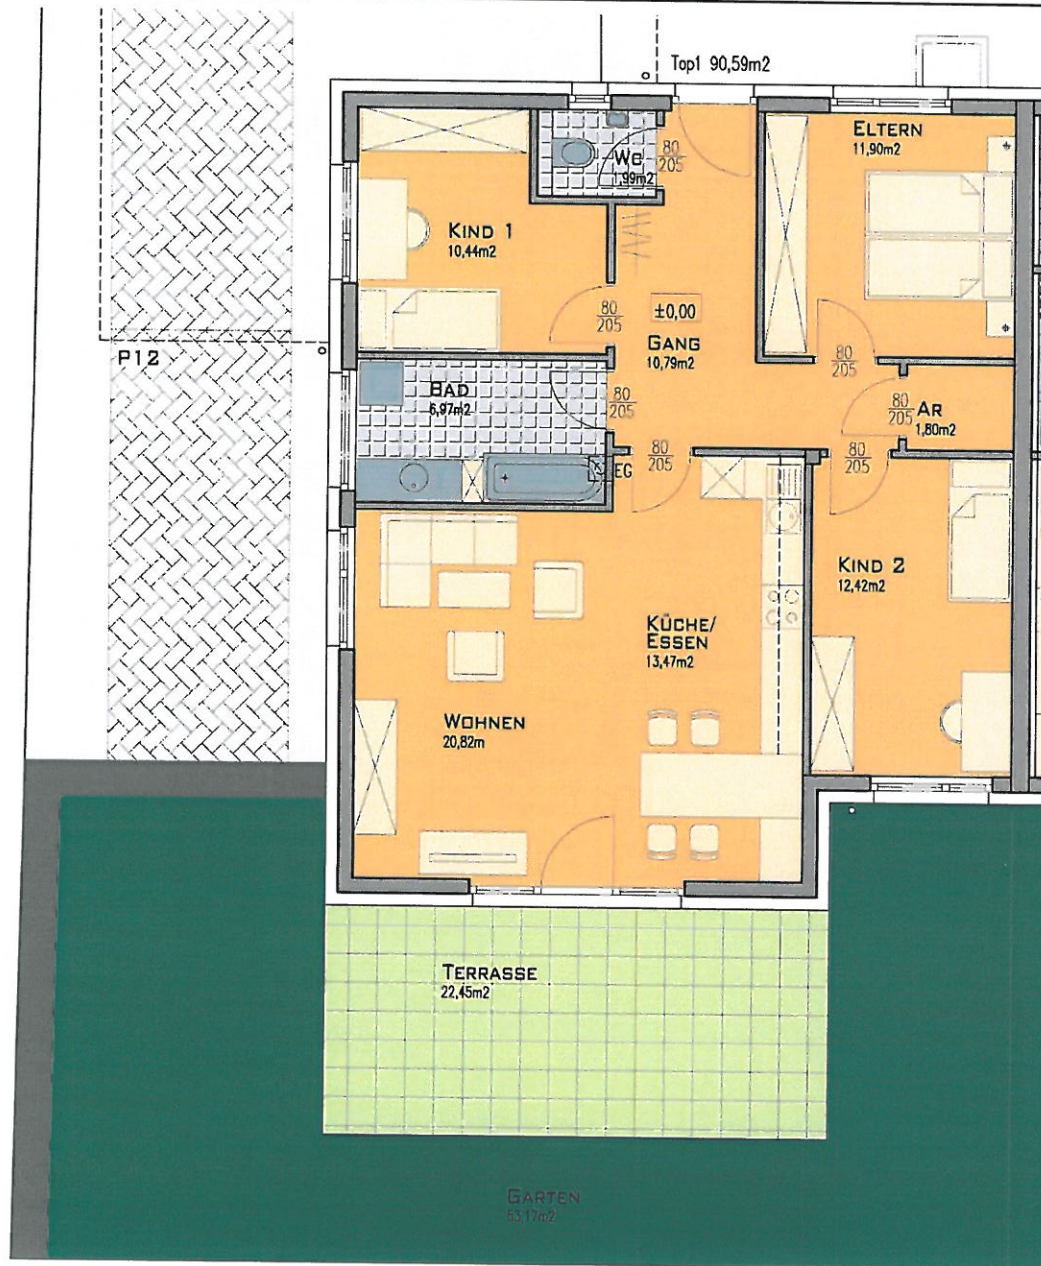 Top1 90,59m2
ELTERN
11,90m2
WC
1,99m2
80
205
KIND 1
10,44m2
80
205
±0,00
GANG
10,79m2
P12
80
205
BAD
6,97m2
80
205
80
205
AR
1,80m2
80
205
80
205
EG
KIND 2
12,42m2
KÜCHE/
ESSEN
13,47m2
WOHNEN
20,82m
TERRASSE
22,45m2
GARTEN
53,17m2